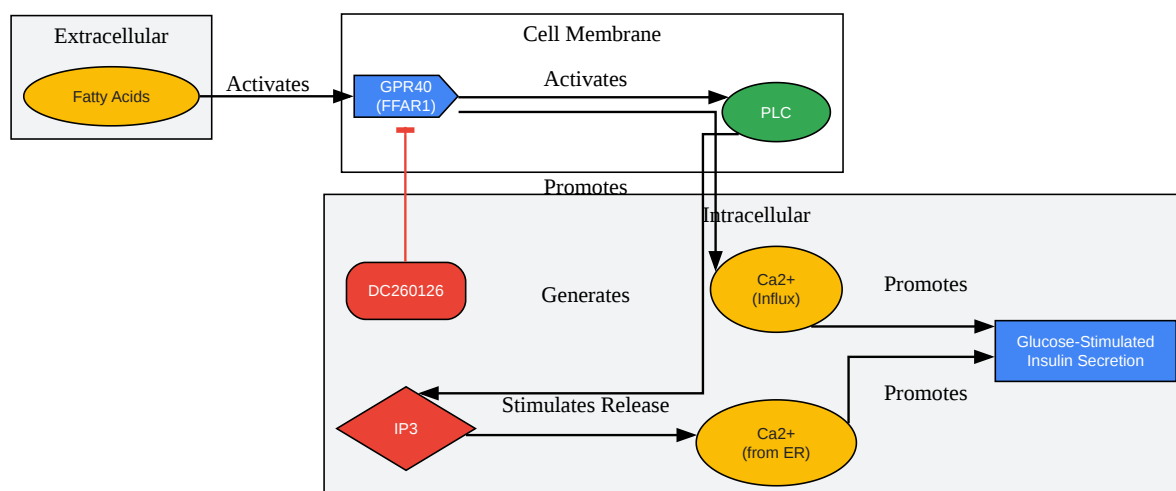 Extracellular
Cell Membrane
Fatty Acids
Activates
GPR40
(FFAR1)
Activates
PLC
Promotes
Intracellular
DC260126
Generates
Ca2+
(Influx)
Promotes
Glucose-Stimulated
Insulin Secretion
IP3
Stimulates Release
Ca2+
(from ER)
Promotes